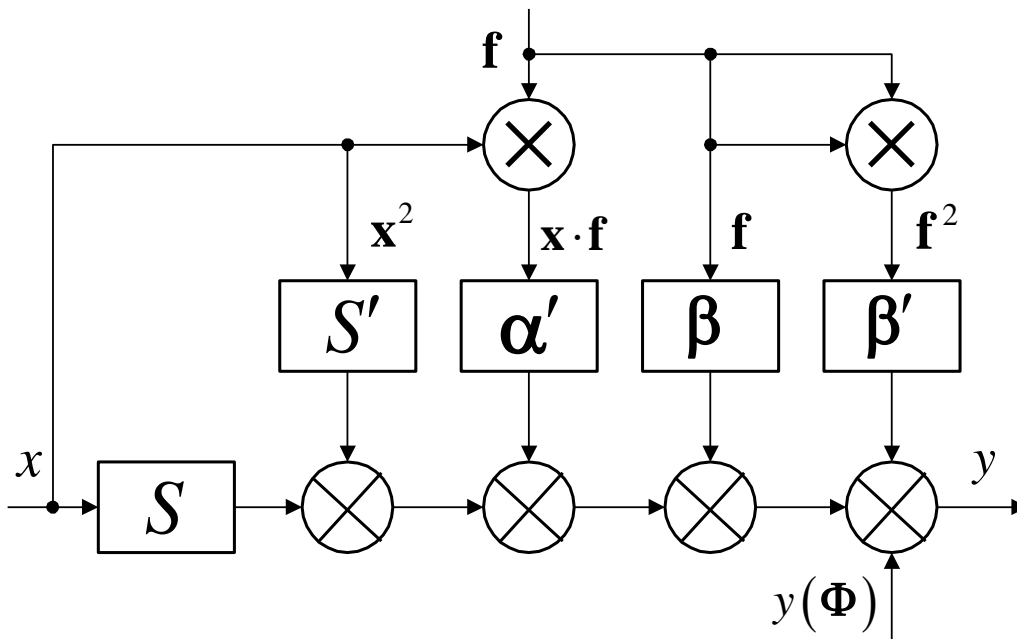 𝐟
𝐱²
𝐱 · 𝐟
𝐟
𝐟²
S′
𝛂′
𝛃
𝛃′
x
S
y
y(𝚽)